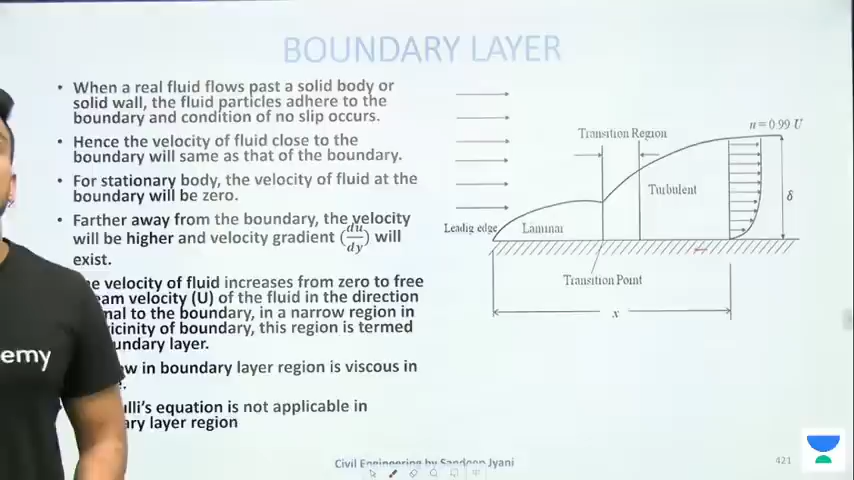 BOUNDARY LAYER
• When a real fluid flows past a solid body or
solid wall, the fluid particles adhere to the
boundary and condition of no slip occurs.
• Hence the velocity of fluid close to the
boundary will same as that of the boundary.
• For stationary body, the velocity of fluid at the
boundary will be zero.
• Farther away from the boundary, the velocity
will be higher and velocity gradient (du/dy) will
exist.
velocity of fluid increases from zero to free
velocity (U) of the fluid in the direction
to the boundary, in a narrow region in
of boundary, this region is termed
layer.
in boundary layer region is viscous in
equation is not applicable in
layer region
u = 0.99 U
Transition Region
Turbulent
δ
Leadig edge
Laminar
Transition Point
x
emy
Civil Engineering by Sandeep Jyani
421